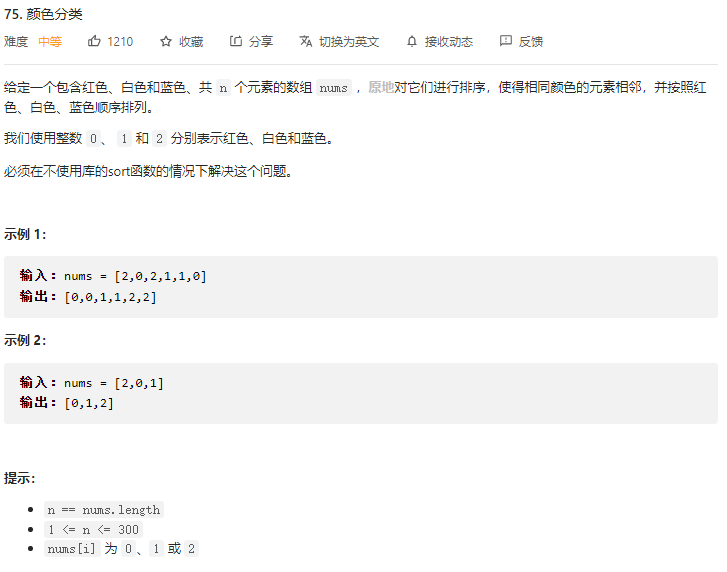 75. 颜色分类
难度 中等 1210 收藏 分享 切换为英文 接收动态 反馈
给定一个包含红色、白色和蓝色、共 n 个元素的数组 nums ，原地对它们进行排序，使得相同颜色的元素相邻，并按照红
色、白色、蓝色顺序排列。
我们使用整数 0、 1 和 2 分别表示红色、白色和蓝色。
必须在不使用库的sort函数的情况下解决这个问题。
示例 1：
输入：nums = [2,0,2,1,1,0]
输出：[0,0,1,1,2,2]
示例 2：
输入：nums = [2,0,1]
输出：[0,1,2]
提示：
• n == nums.length
• 1 <= n <= 300
• nums[i] 为 0、1 或 2